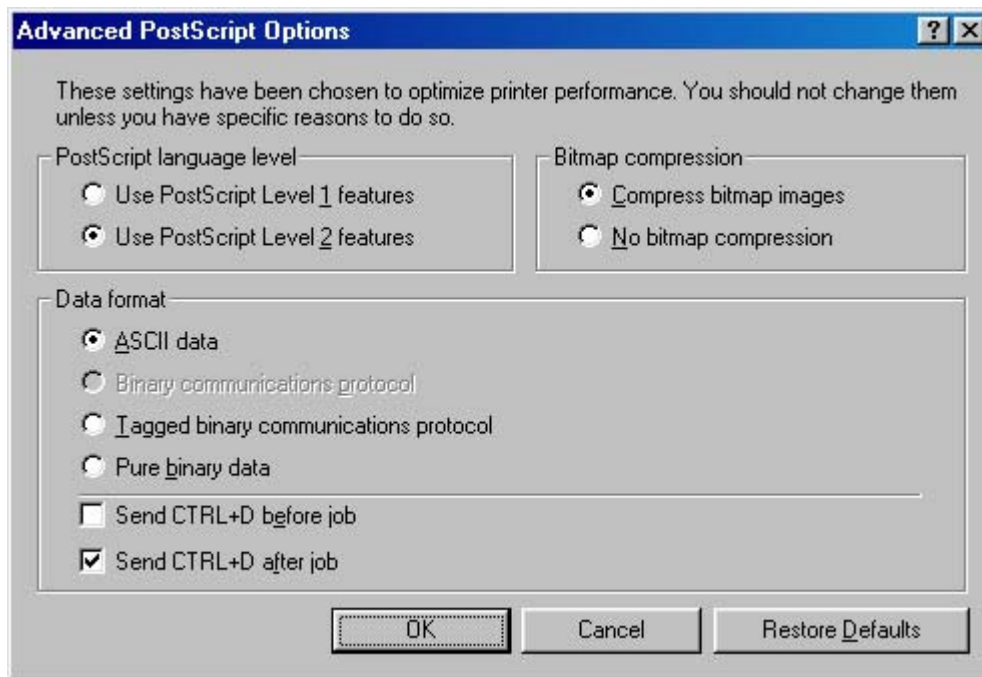 Advanced PostScript Options
These settings have been chosen to optimize printer performance. You should not change them
unless you have specific reasons to do so.
PostScript language level
Use PostScript Level 1 features
Use PostScript Level 2 features
Bitmap compression
Compress bitmap images
No bitmap compression
Data format
ASCII data
Binary communications protocol
Tagged binary communications protocol
Pure binary data
Send CTRL+D before job
Send CTRL+D after job
OK
Cancel
Restore Defaults